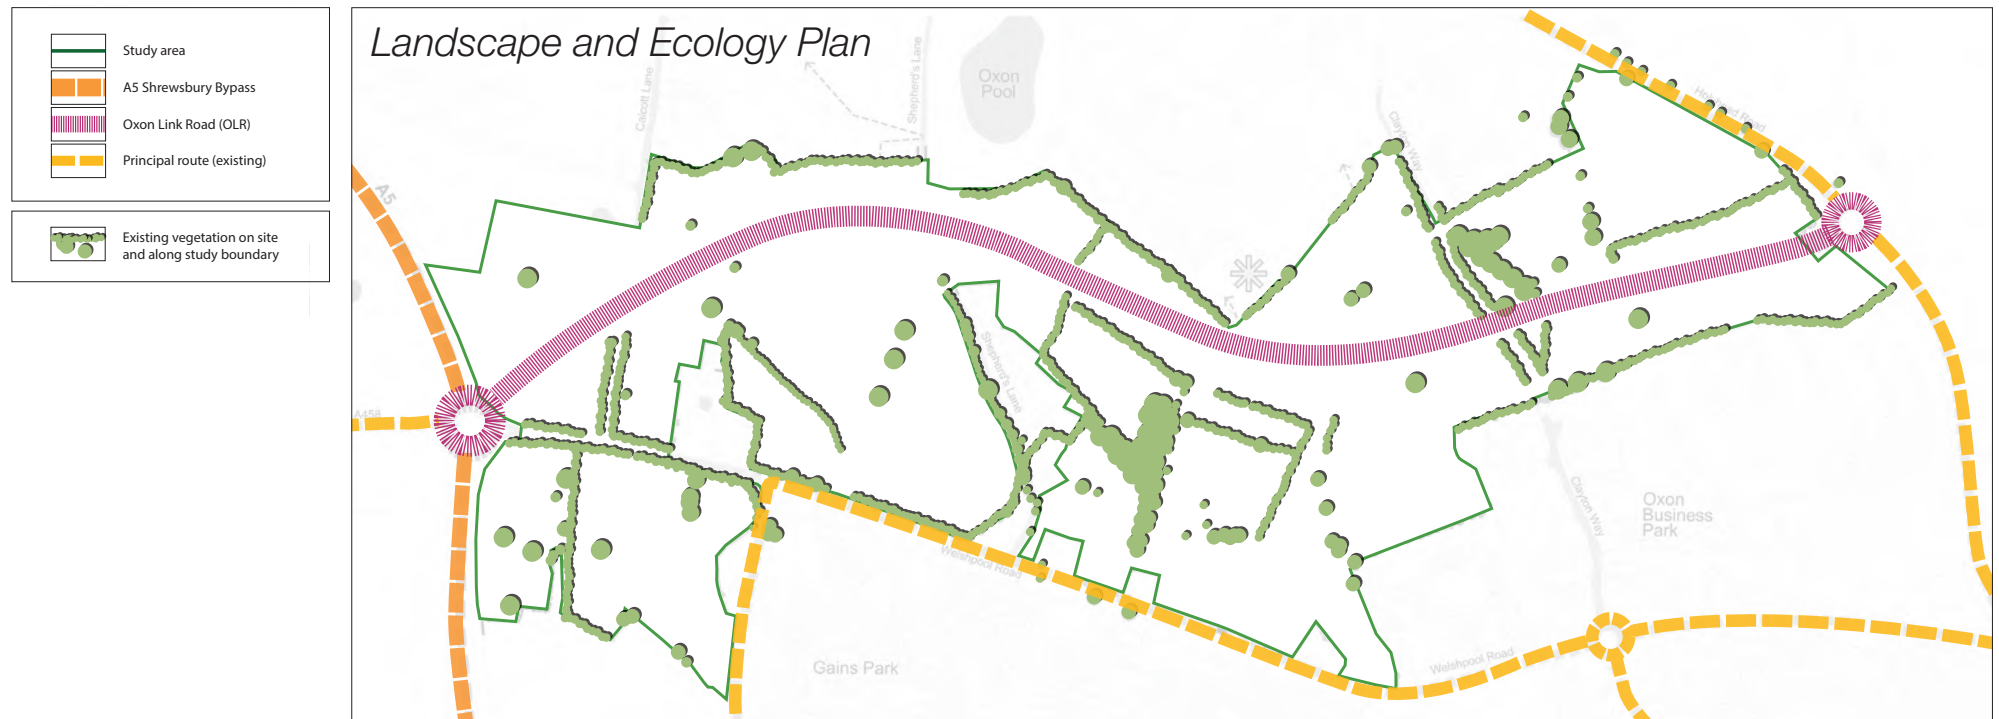 Study area
A5 Shrewsbury Bypass
Oxon Link Road (OLR)
Principal route (existing)
Existing vegetation on site
and along study boundary
Landscape and Ecology Plan
Calcott Lane
Shepherd's Lane
Oxon
Pool
Clayton Way
Holyhead Road
A5
A458
Shepherd's Lane
Welshpool Road
Gains Park
Clayton Way
Oxon
Business
Park
Welshpool Road